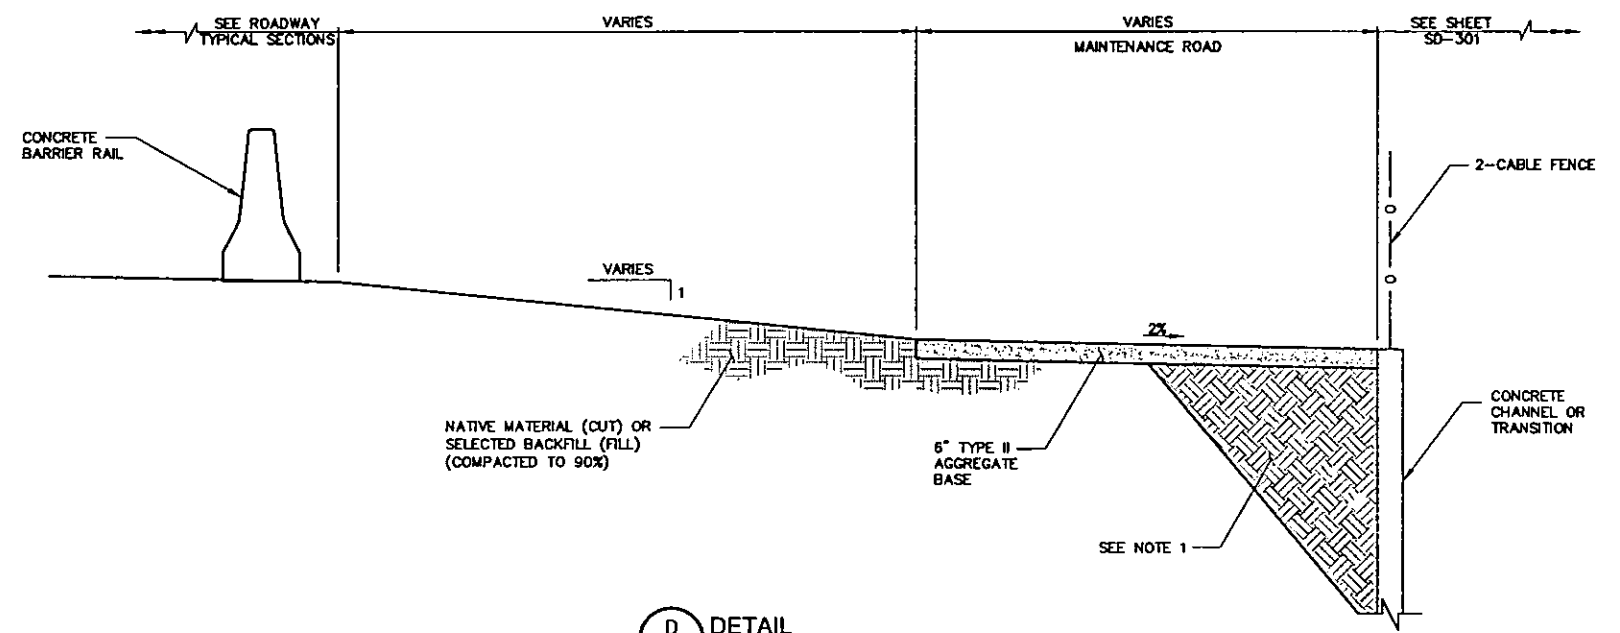 SEE ROADWAY
TYPICAL SECTIONS
VARIES
VARIES
MAINTENANCE ROAD
SEE SHEET
SD-301
CONCRETE
BARRIER RAIL
2-CABLE FENCE
VARIES
1
2%
NATIVE MATERIAL (CUT) OR
SELECTED BACKFILL (FILL)
(COMPACTED TO 90%)
6" TYPE II
AGGREGATE
BASE
CONCRETE
CHANNEL OR
TRANSITION
SEE NOTE 1
D DETAIL